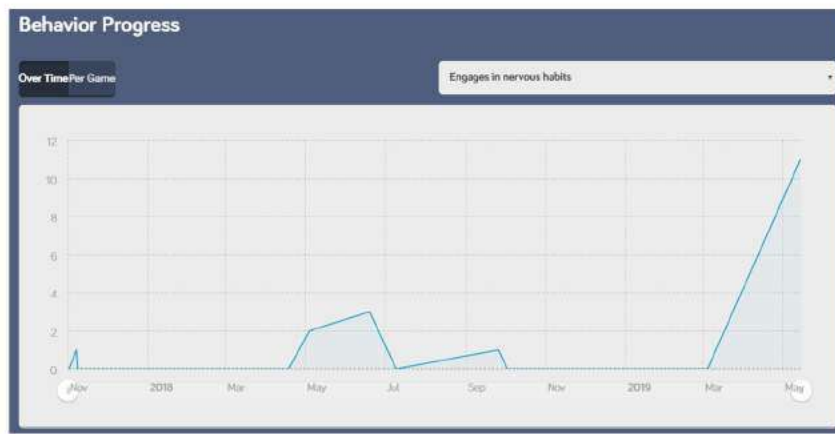 Behavior Progress
Over Time Per Game
Engages in nervous habits
12
10
8
6
4
2
0
Nov 2018 Mar May Jul Sep Nov 2019 Mar May